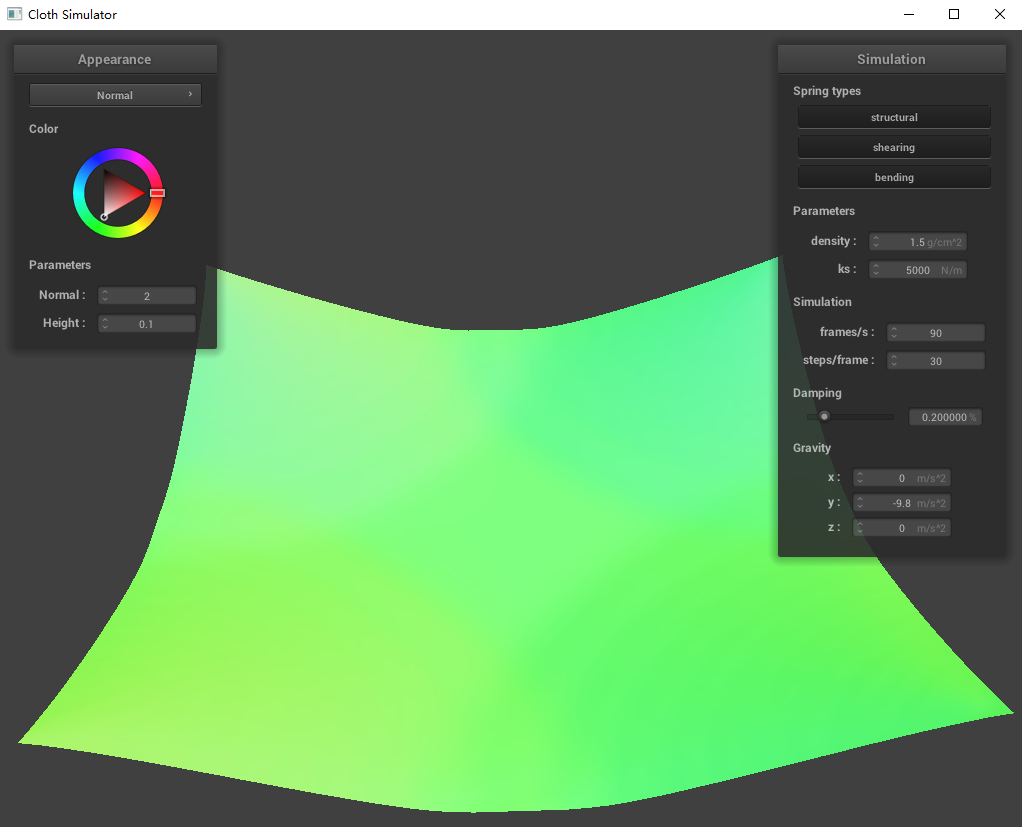 Cloth Simulator
Appearance
Normal
Color
Parameters
Normal :
2
Height :
0.1
Simulation
Spring types
structural
shearing
bending
Parameters
density :
1.5 g/cm^2
ks :
5000 N/m
Simulation
frames/s :
90
steps/frame :
30
Damping
0.200000 %
Gravity
x :
0 m/s^2
y :
-9.8 m/s^2
z :
0 m/s^2